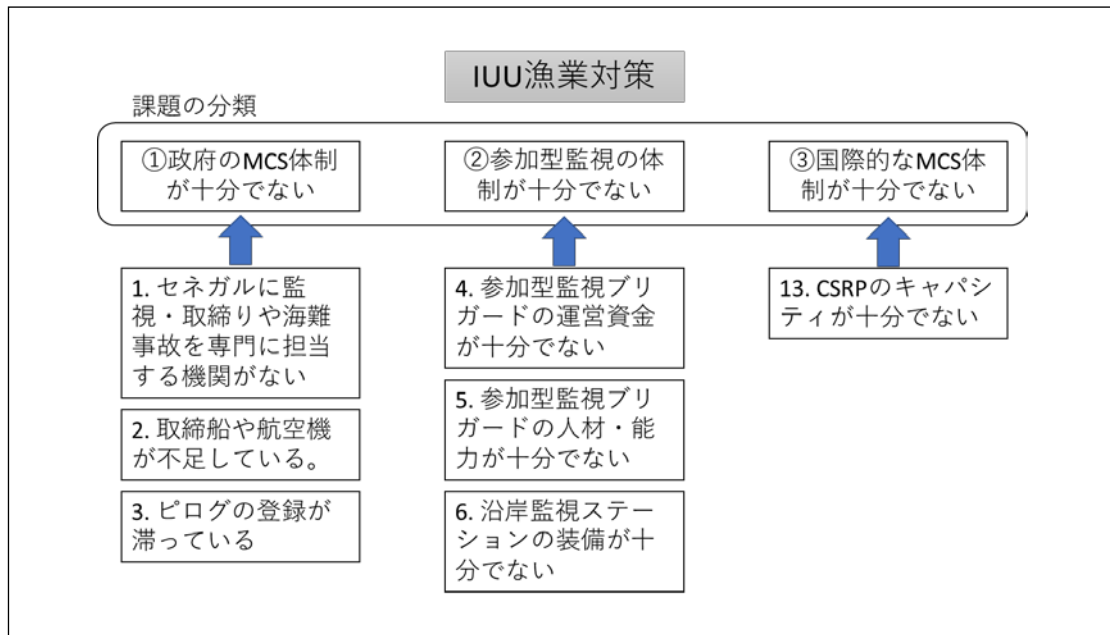 IUU漁業対策
課題の分類
①政府のMCS体制
が十分でない
②参加型監視の体
制が十分でない
③国際的なMCS体
制が十分でない
1. セネガルに監
視・取締りや海難
事故を専門に担当
する機関がない
2. 取締船や航空機
が不足している。
3. ピログの登録が
滞っている
4. 参加型監視ブリ
ガードの運営資金
が十分でない
5. 参加型監視ブリ
ガードの人材・能
力が十分でない
6. 沿岸監視ステー
ションの装備が十
分でない
13. CSRPのキャパシ
ティが十分でない